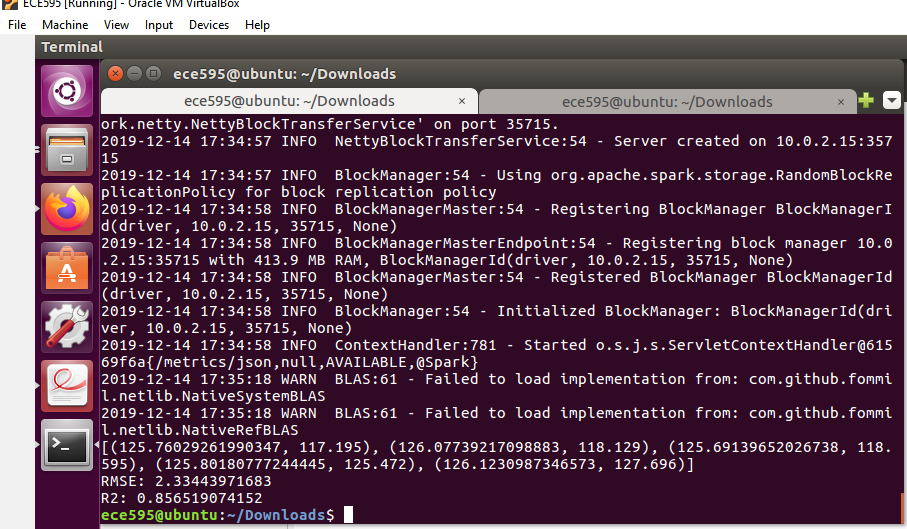 ECE595 [Running] - Oracle VM VirtualBox
File Machine View Input Devices Help
Terminal
ece595@ubuntu: ~/Downloads
ece595@ubuntu: ~/Downloads × ece595@ubuntu: ~/Downloads ×
ork.netty.NettyBlockTransferService' on port 35715.
2019-12-14 17:34:57 INFO  NettyBlockTransferService:54 - Server created on 10.0.2.15:357
15
2019-12-14 17:34:57 INFO  BlockManager:54 - Using org.apache.spark.storage.RandomBlockRe
plicationPolicy for block replication policy
2019-12-14 17:34:58 INFO  BlockManagerMaster:54 - Registering BlockManager BlockManagerI
d(driver, 10.0.2.15, 35715, None)
2019-12-14 17:34:58 INFO  BlockManagerMasterEndpoint:54 - Registering block manager 10.0
.2.15:35715 with 413.9 MB RAM, BlockManagerId(driver, 10.0.2.15, 35715, None)
2019-12-14 17:34:58 INFO  BlockManagerMaster:54 - Registered BlockManager BlockManagerId
(driver, 10.0.2.15, 35715, None)
2019-12-14 17:34:58 INFO  BlockManager:54 - Initialized BlockManager: BlockManagerId(dri
ver, 10.0.2.15, 35715, None)
2019-12-14 17:34:58 INFO  ContextHandler:781 - Started o.s.j.s.ServletContextHandler@615
69f6a{/metrics/json,null,AVAILABLE,@Spark}
2019-12-14 17:35:18 WARN  BLAS:61 - Failed to load implementation from: com.github.fommi
l.netlib.NativeSystemBLAS
2019-12-14 17:35:18 WARN  BLAS:61 - Failed to load implementation from: com.github.fommi
l.netlib.NativeRefBLAS
[(125.76029261990347, 117.195), (126.07739217098883, 118.129), (125.69139652026738, 118.
595), (125.80180777244445, 125.472), (126.1230987346573, 127.696)]
RMSE: 2.33443971683
R2: 0.856519074152
ece595@ubuntu:~/Downloads$